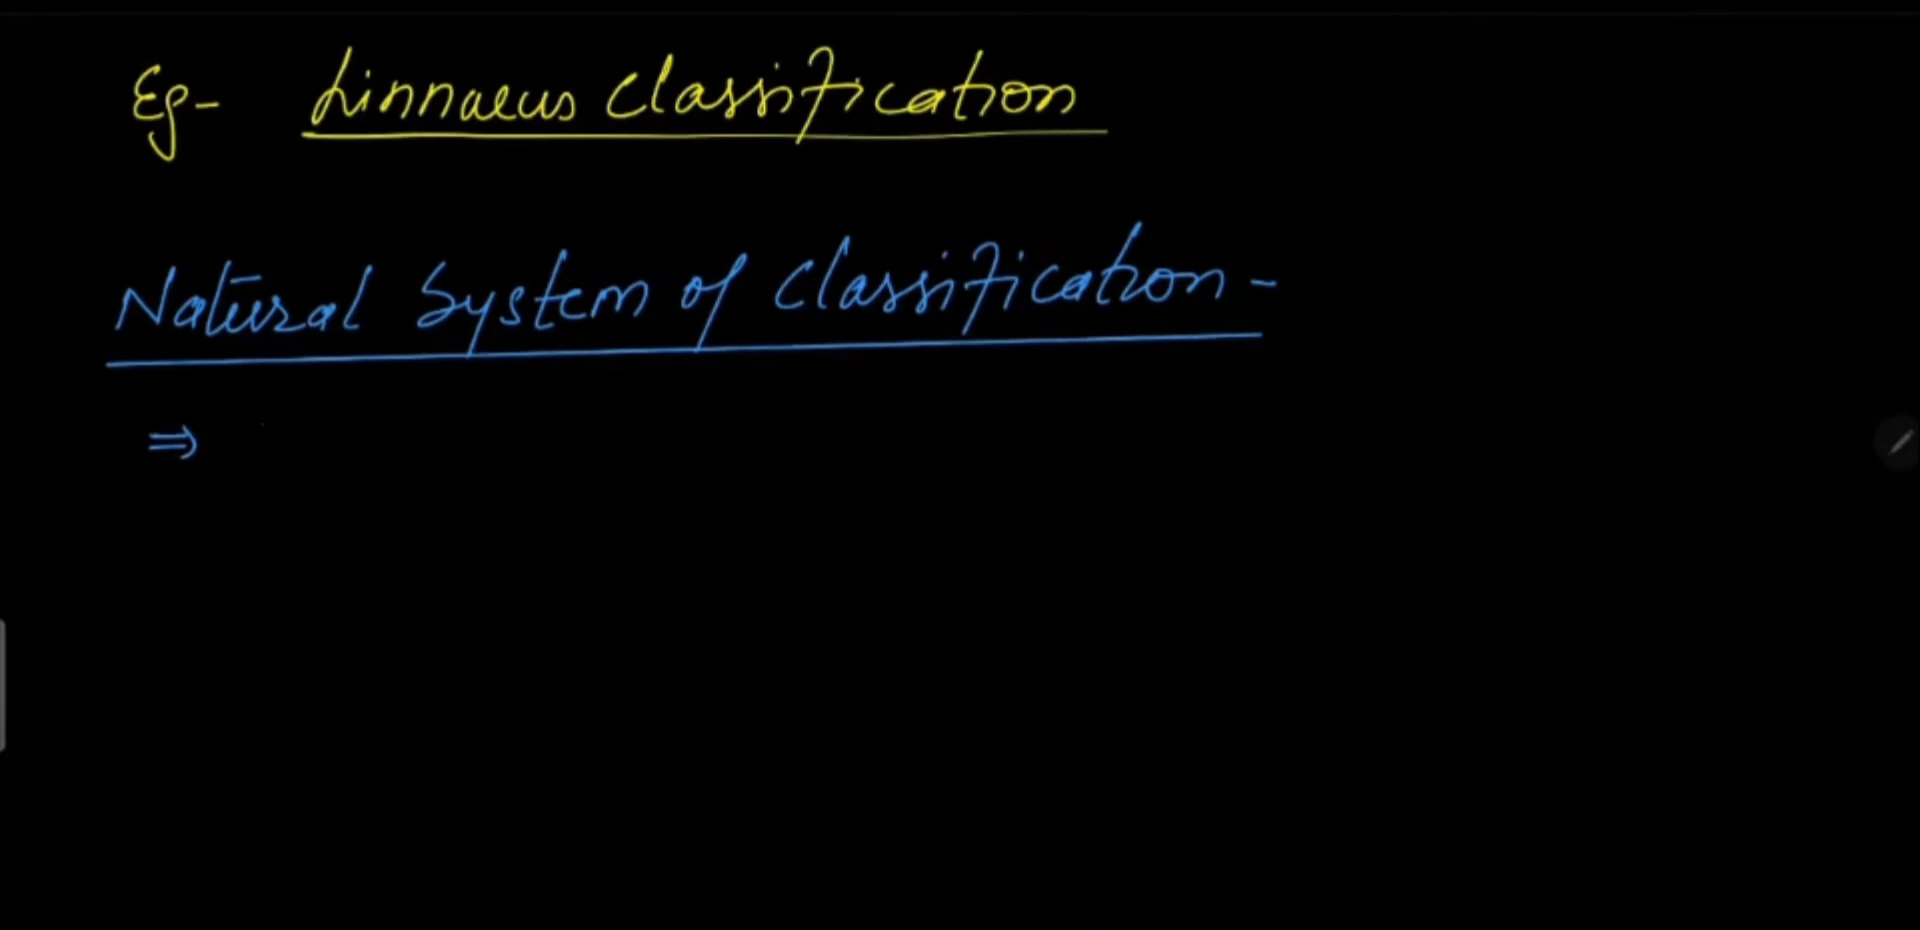 Eg- Linnaeus Classification
Natural System of Classification -
⇒